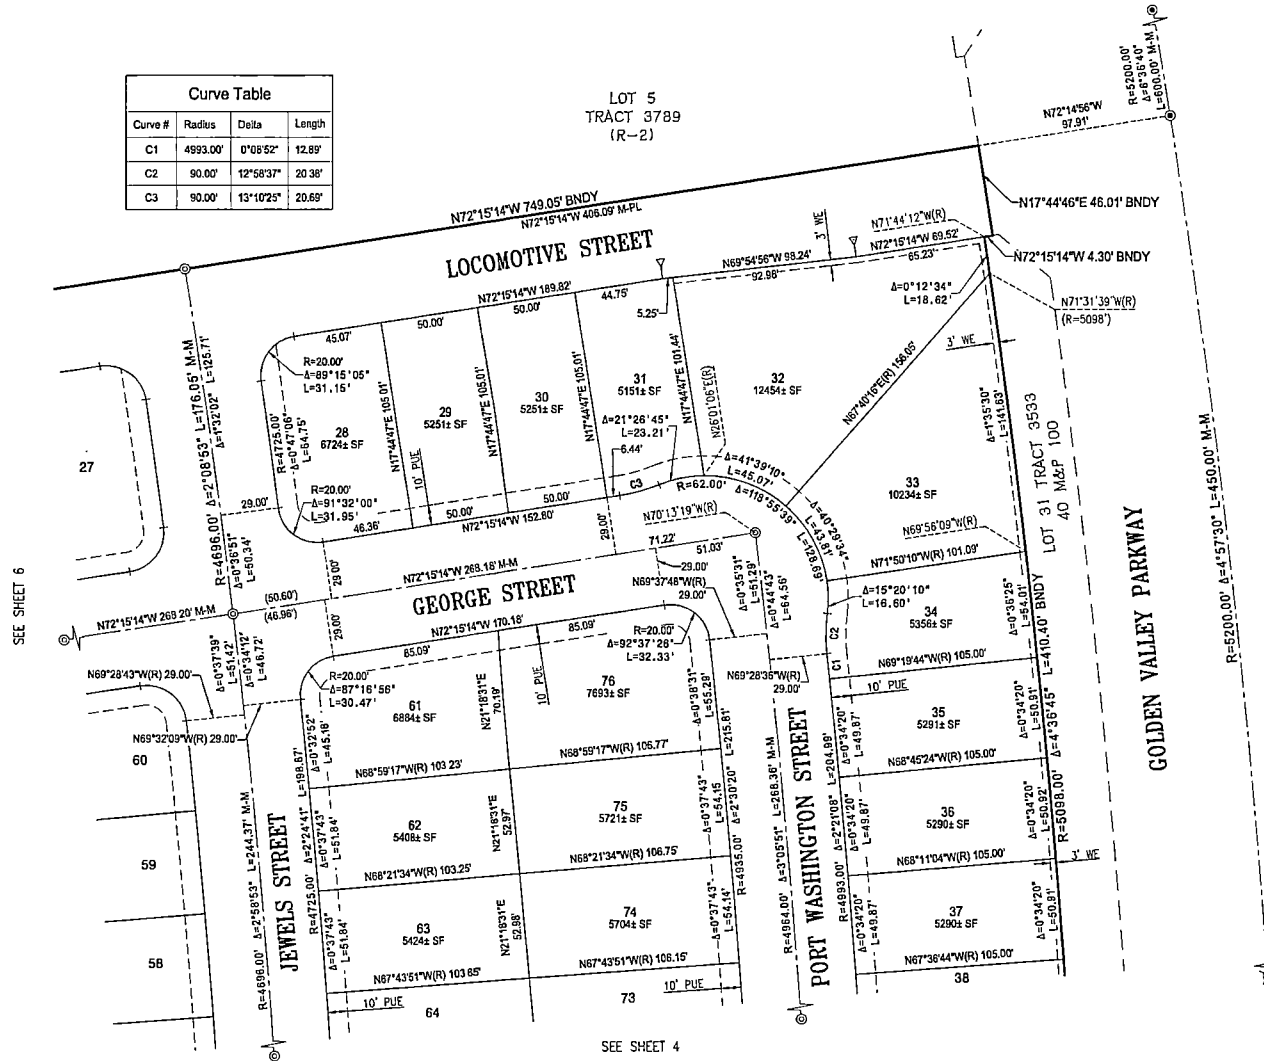 Curve Table
Curve # Radius Delta Length
C1 4993.00' 0°08'52" 12.89'
C2 90.00' 12°58'37" 20.38'
C3 90.00' 13°10'25" 20.69'
LOT 5
TRACT 3789
(R-2)
R=5200.00'
Δ=6°36'40"
L=600.00' M-M
N72°14'56"W
97.91'
N72°15'14"W 749.05' BNDY
N72°15'14"W 406.09' M-PL
LOCOMOTIVE STREET
3' WE
N71°44'12"W(R)
N17°44'46"E 46.01' BNDY
N72°15'14"W 69.52'
65.23'
N72°15'14"W 4.30' BNDY
N69°54'56"W 98.24'
92.98'
Δ=0°12'34"
L=18.62'
N71°31'39"W(R)
(R=5098')
3' WE
N72°15'14"W 189.82'
44.75'
50.00'
50.00'
45.07'
5.25'
R=20.00'
Δ=89°15'05"
L=31.15'
R=4725.00'
Δ=0°47'06"
L=64.75'
28
6724± SF
N17°44'47"E 105.01'
29
5251± SF
N17°44'47"E 105.01'
30
5251± SF
N17°44'47"E 105.01'
31
5151± SF
N17°44'47"E 101.44'
32
12454± SF
N26°01'06"E(R)
N67°40'16"E(R) 156.05'
Δ=21°26'45"
L=23.21'
6.44'
C3
10' PUE
R=20.00'
Δ=91°32'00"
L=31.95'
46.36'
50.00'
50.00'
N72°15'14"W 152.80'
R=62.00'
Δ=118°55'39"
L=128.69'
Δ=41°39'10"
L=45.07'
Δ=40°29'34"
L=43.81'
33
10234± SF
Δ=1°35'30"
L=141.63'
LOT 31 TRACT 3533
40 M&P 100
N69°56'09"W(R)
N71°50'10"W(R) 101.09'
27
29.00'
R=4696.00' Δ=2°08'53" L=176.05' M-M
Δ=1°32'02" L=125.71'
Δ=0°36'51"
L=50.34'
SEE SHEET 6
N72°15'14"W 269.20' M-M
(50.60')
(46.96')
29.00'
29.00'
N72°15'14"W 268.18' M-M
29.00'
71.22'
51.03'
N70°13'19"W(R)
29.00'
Δ=0°35'31"
L=51.29'
Δ=0°44'43"
L=64.56'
GEORGE STREET
N69°37'48"W(R)
29.00'
Δ=15°20'10"
L=16.60'
C2
C1
34
5356± SF
Δ=0°36'25"
L=54.01'
L=410.40' BNDY
Δ=4°36'45"
R=5098.00'
N69°19'44"W(R) 105.00'
10' PUE
N69°28'36"W(R)
29.00'
N69°28'43"W(R) 29.00'
Δ=0°37'39"
L=51.42'
Δ=0°34'12"
L=46.72'
N69°32'09"W(R) 29.00'
N72°15'14"W 170.18'
85.09'
85.09'
R=20.00'
Δ=87°16'56"
L=30.47'
R=20.00'
Δ=92°37'26"
L=32.33'
61
6884± SF
N21°18'31"E
70.19'
10' PUE
76
7693± SF
Δ=0°38'31"
L=55.29'
Δ=0°32'52"
L=45.18'
N68°59'17"W(R) 103.23'
N68°59'17"W(R) 106.77'
62
5408± SF
N21°18'31"E
52.97'
75
5721± SF
Δ=0°37'43"
L=54.15
R=4935.00' Δ=2°30'20" L=215.81'
Δ=0°37'43"
L=51.84'
R=4725.00' Δ=2°24'41" L=198.87'
N68°21'34"W(R) 103.25'
N68°21'34"W(R) 106.75'
63
5424± SF
N21°18'31"E
52.98'
74
5704± SF
Δ=0°37'43"
L=54.14'
Δ=0°37'43"
L=51.84'
N67°43'51"W(R) 103.85'
N67°43'51"W(R) 106.15'
10' PUE
64
73
10' PUE
60
59
58
R=4696.00' Δ=2°58'53" L=244.37' M-M
JEWELS STREET
R=4964.00' Δ=3°05'51" L=268.36' M-M
PORT WASHINGTON STREET
R=4993.00' Δ=2°21'08" L=204.99'
Δ=0°34'20"
L=49.87'
35
5291± SF
Δ=0°34'20"
L=50.91'
N68°45'24"W(R) 105.00'
Δ=0°34'20"
L=49.87'
36
5290± SF
Δ=0°34'20"
L=50.92'
3' WE
N68°11'04"W(R) 105.00'
Δ=0°34'20"
L=49.87'
37
5290± SF
Δ=0°34'20"
L=50.91'
N67°36'44"W(R) 105.00'
38
GOLDEN VALLEY PARKWAY
R=5200.00' Δ=4°57'30" L=450.00' M-M
SEE SHEET 4